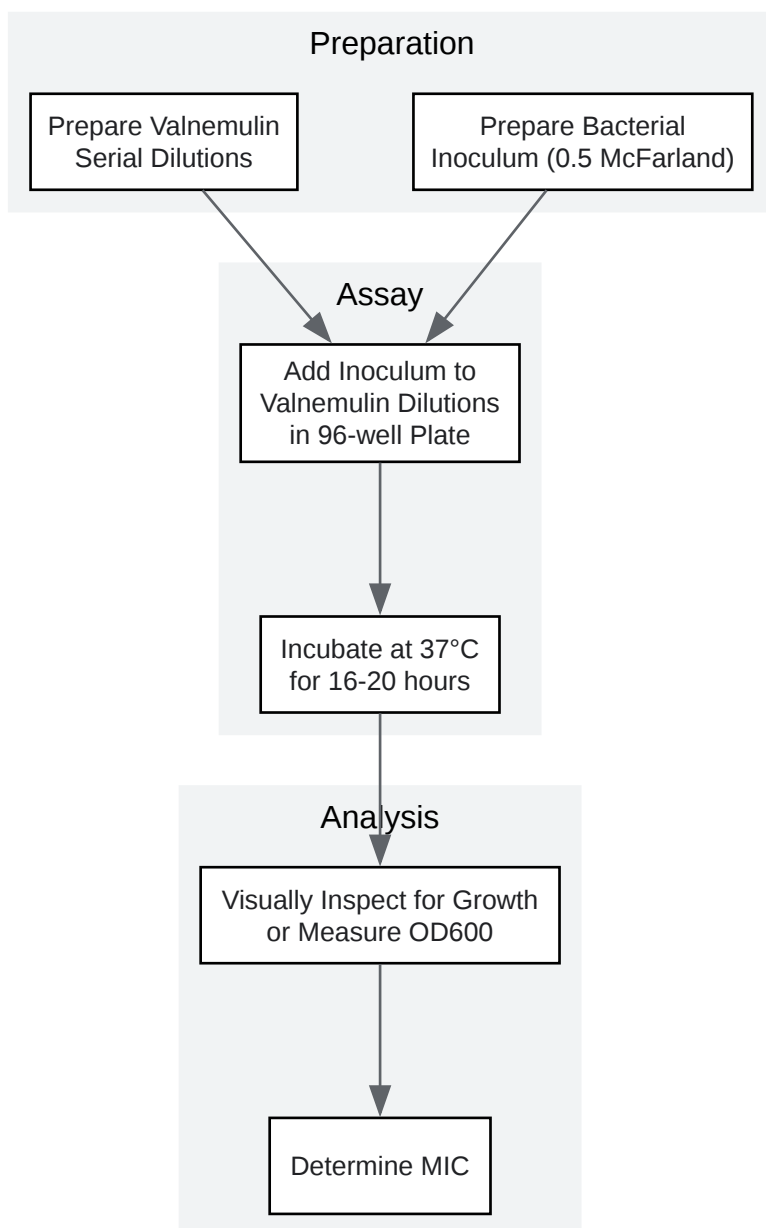 Preparation
Prepare Valnemulin
Serial Dilutions
Prepare Bacterial
Inoculum (0.5 McFarland)
Assay
Add Inoculum to
Valnemulin Dilutions
in 96-well Plate
Incubate at 37°C
for 16-20 hours
Analysis
Visually Inspect for Growth
or Measure OD600
Determine MIC